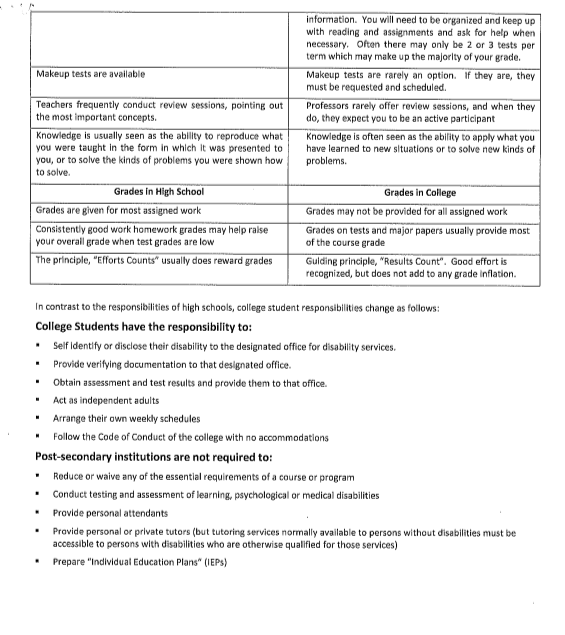 information. You will need to be organized and keep up
with reading and assignments and ask for help when
necessary. Often there may only be 2 or 3 tests per
term which may make up the majority of your grade.
Makeup tests are available
Makeup tests are rarely an option. If they are, they
must be requested and scheduled.
Teachers frequently conduct review sessions, pointing out
the most important concepts.
Professors rarely offer review sessions, and when they
do, they expect you to be an active participant
Knowledge is usually seen as the ability to reproduce what
you were taught in the form in which it was presented to
you, or to solve the kinds of problems you were shown how
to solve.
Knowledge is often seen as the ability to apply what you
have learned to new situations or to solve new kinds of
problems.
Grades in High School
Grades in College
Grades are given for most assigned work
Grades may not be provided for all assigned work
Consistently good work homework grades may help raise
your overall grade when test grades are low
Grades on tests and major papers usually provide most
of the course grade
The principle, "Efforts Counts" usually does reward grades
Guiding principle, "Results Count". Good effort is
recognized, but does not add to any grade inflation.
In contrast to the responsibilities of high schools, college student responsibilities change as follows:
College Students have the responsibility to:
▪ Self identify or disclose their disability to the designated office for disability services.
▪ Provide verifying documentation to that designated office.
▪ Obtain assessment and test results and provide them to that office.
▪ Act as independent adults
▪ Arrange their own weekly schedules
▪ Follow the Code of Conduct of the college with no accommodations
Post-secondary institutions are not required to:
▪ Reduce or waive any of the essential requirements of a course or program
▪ Conduct testing and assessment of learning, psychological or medical disabilities
▪ Provide personal attendants
▪ Provide personal or private tutors (but tutoring services normally available to persons without disabilities must be
accessible to persons with disabilities who are otherwise qualified for those services)
▪ Prepare "Individual Education Plans" (IEPs)